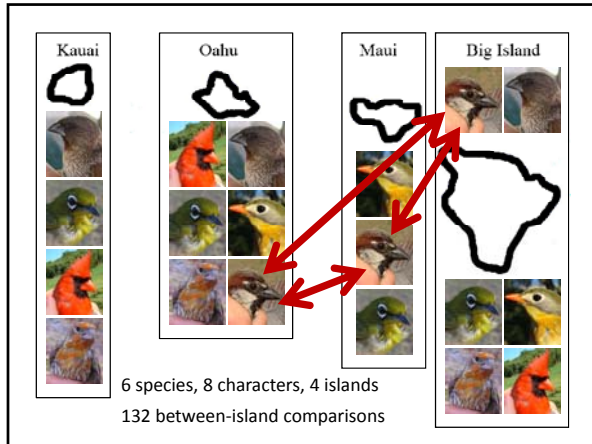 Kauai
Oahu
Maui
Big Island
6 species, 8 characters, 4 islands
132 between-island comparisons